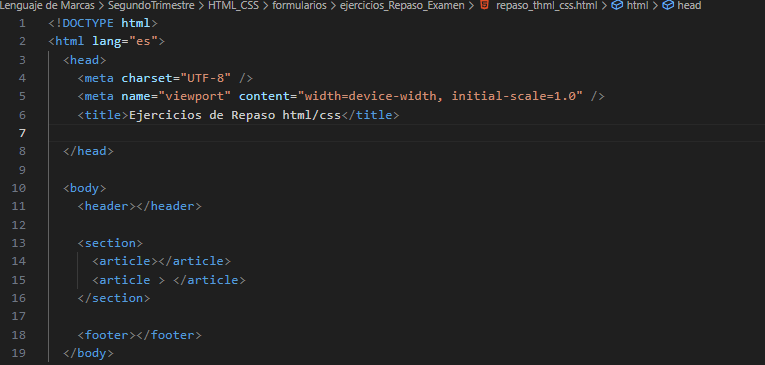 Lenguaje de Marcas > SegundoTrimestre > HTML_CSS > formularios > ejercicios_Repaso_Examen > repaso_thml_css.html > html > head
1 <!DOCTYPE html>
2 <html lang="es">
3 <head>
4 <meta charset="UTF-8" />
5 <meta name="viewport" content="width=device-width, initial-scale=1.0" />
6 <title>Ejercicios de Repaso html/css</title>
7
8 </head>
9
10 <body>
11 <header></header>
12
13 <section>
14 <article></article>
15 <article > </article>
16 </section>
17
18 <footer></footer>
19 </body>